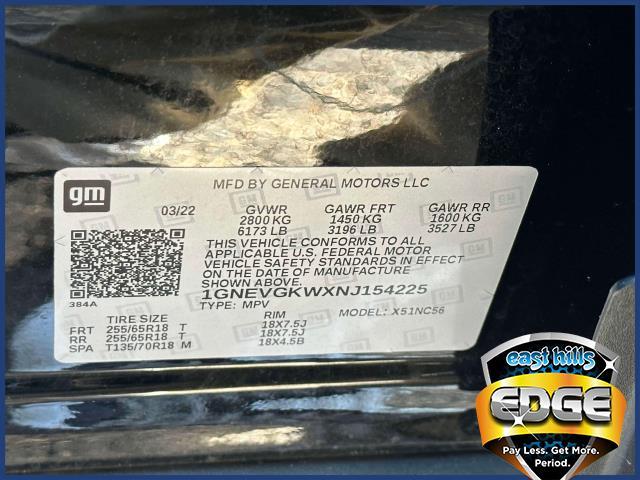 gm
MFD BY GENERAL MOTORS LLC
03/22 GVWR GAWR FRT GAWR RR
2800 KG 1450 KG 1600 KG
6173 LB 3196 LB 3527 LB
THIS VEHICLE CONFORMS TO ALL
APPLICABLE U.S. FEDERAL MOTOR
VEHICLE SAFETY STANDARDS IN EFFECT
ON THE DATE OF MANUFACTURE
SHOWN ABOVE.
1GNEVGKWXNJ154225
384A TYPE: MPV MODEL: X51NC56
TIRE SIZE RIM
FRT 255/65R18 T 18X7.5J
RR 255/65R18 T 18X7.5J
SPA T135/70R18 M 18X4.5B
east hills
EDGE
Pay Less. Get More.
Period.